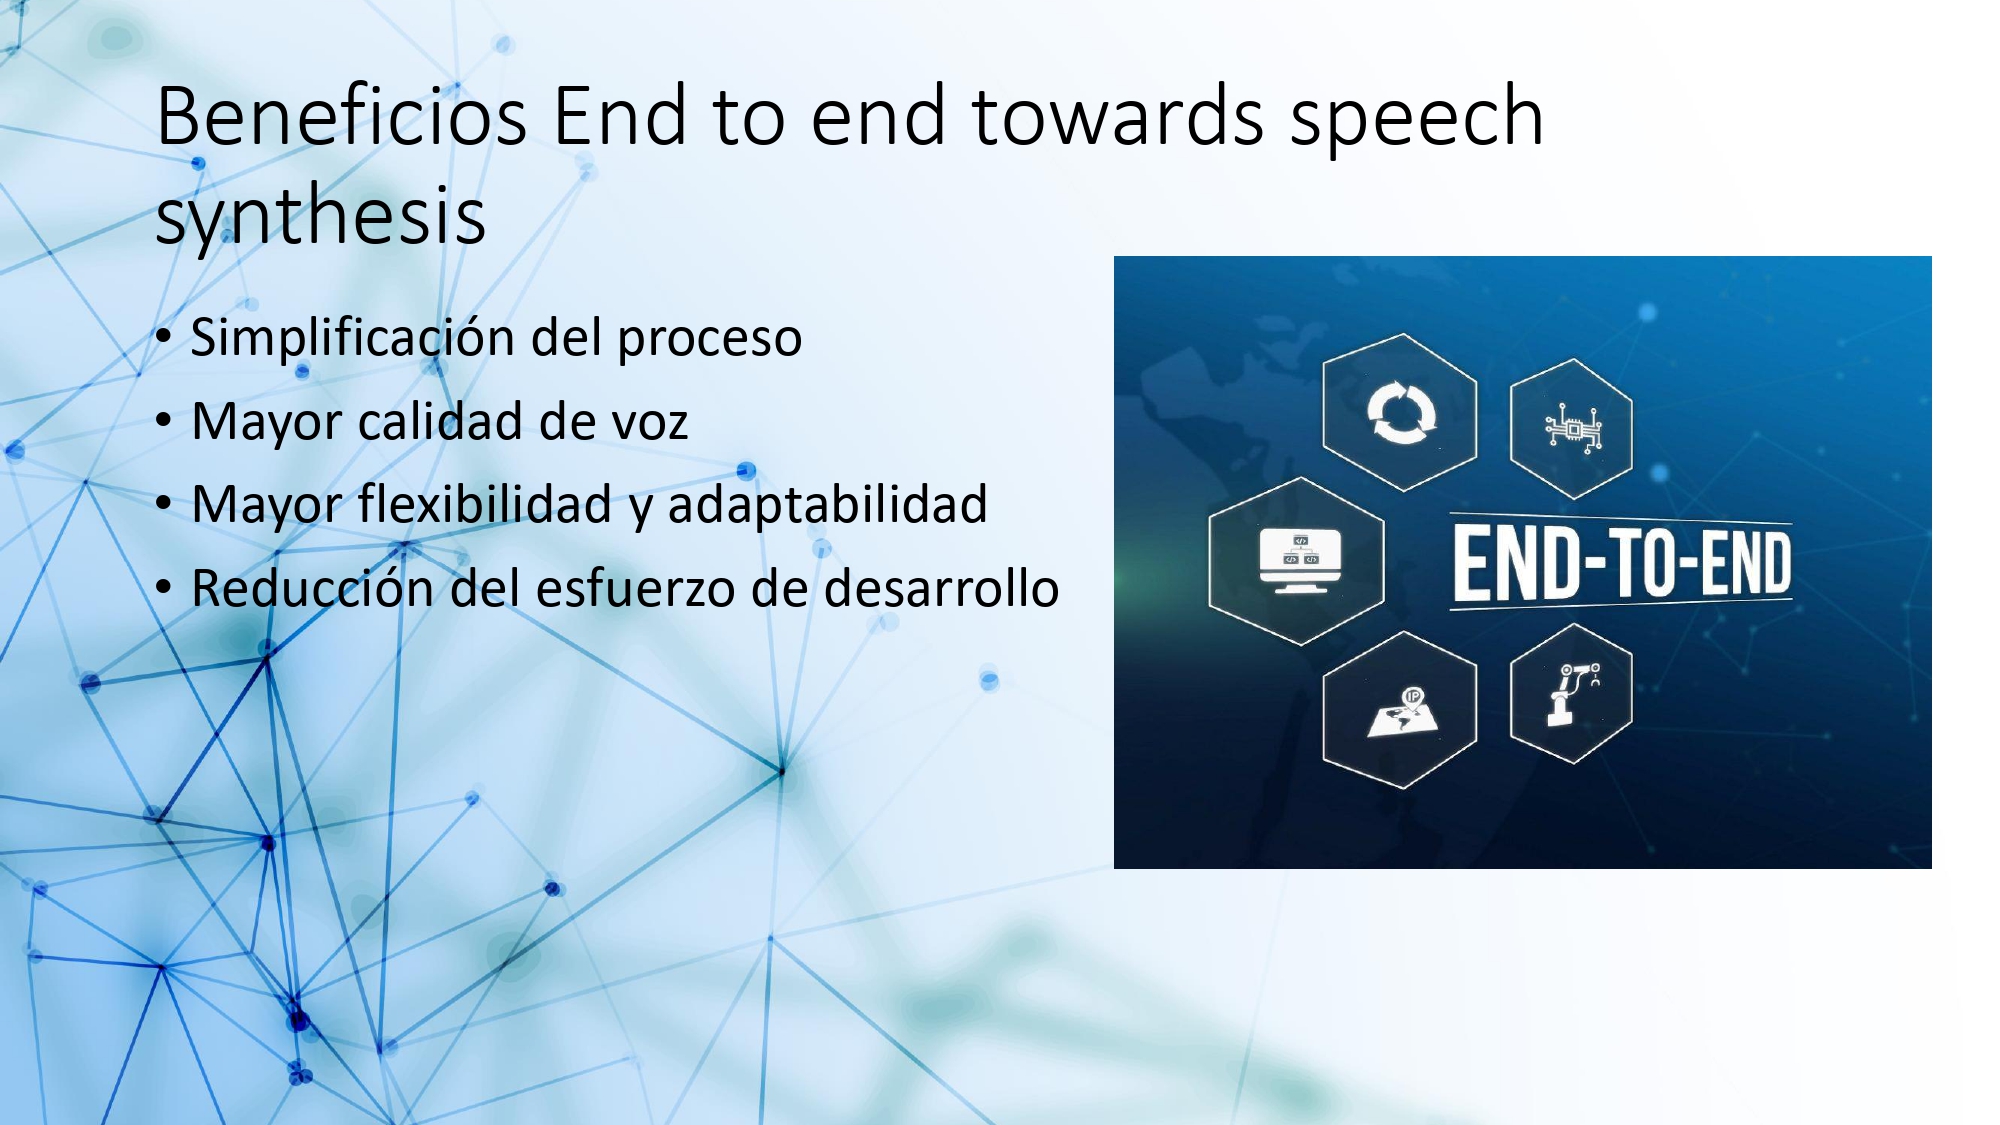 Beneficios End to end towards speech
synthesis
• Simplificación del proceso
• Mayor calidad de voz
• Mayor flexibilidad y adaptabilidad
• Reducción del esfuerzo de desarrollo
END-TO-END
IP